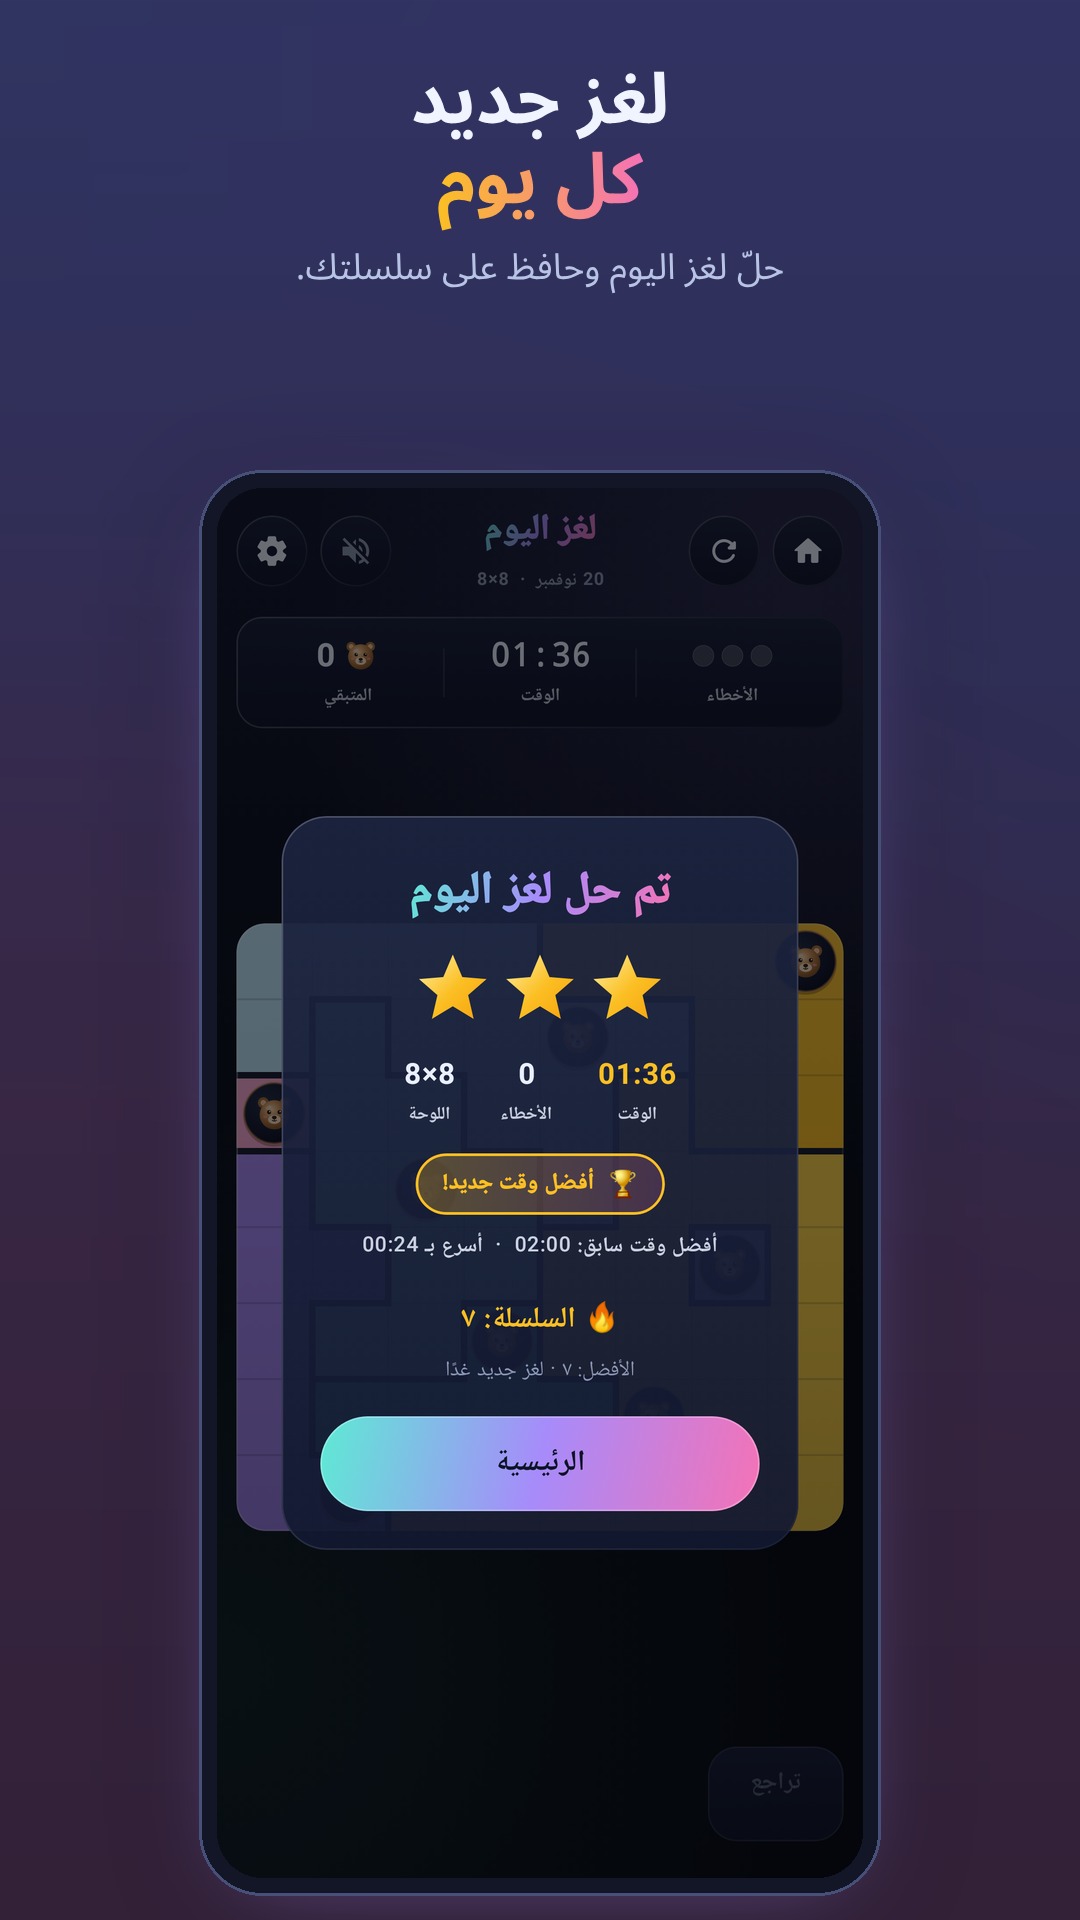 لغز جديد
كل يوم
حلّ لغز اليوم وحافظ على سلسلتك.
لغز اليوم
20 نوفمبر · 8×8
01:36 0
الأخطاء الوقت المتبقي
تم حل لغز اليوم
01:36 0 8×8
الوقت الأخطاء اللوحة
أفضل وقت جديد!
أفضل وقت سابق: 02:00 · أسرع بـ 00:24
السلسلة: ٧
الأفضل: ٧ · لغز جديد غدًا
الرئيسية
تراجع